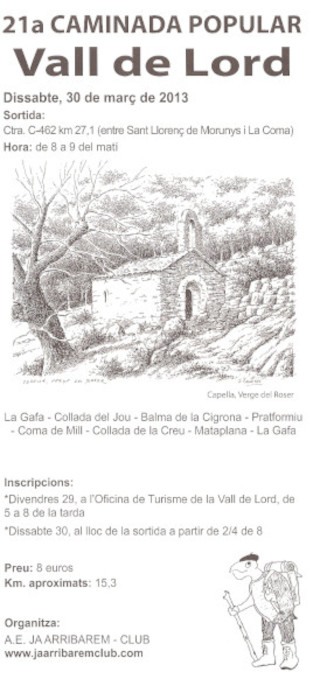 21a CAMINADA POPULAR
Vall de Lord
Dissabte, 30 de març de 2013
Sortida:
Ctra. C-462 km 27,1 (entre Sant Llorenç de Morunys i La Coma)
Hora: de 8 a 9 del matí
Capella, Verge del Roser
La Gafa - Collada del Jou - Balma de la Cigrona - Pratformiu
- Coma de Mill - Collada de la Creu - Mataplana - La Gafa
Inscripcions:
*Divendres 29, a l'Oficina de Turisme de la Vall de Lord, de
5 a 8 de la tarda
*Dissabte 30, al lloc de la sortida a partir de 2/4 de 8
Preu: 8 euros
Km. aproximats: 15,3
Organitza:
A.E. JA ARRIBAREM - CLUB
www.jaarribaremclub.com